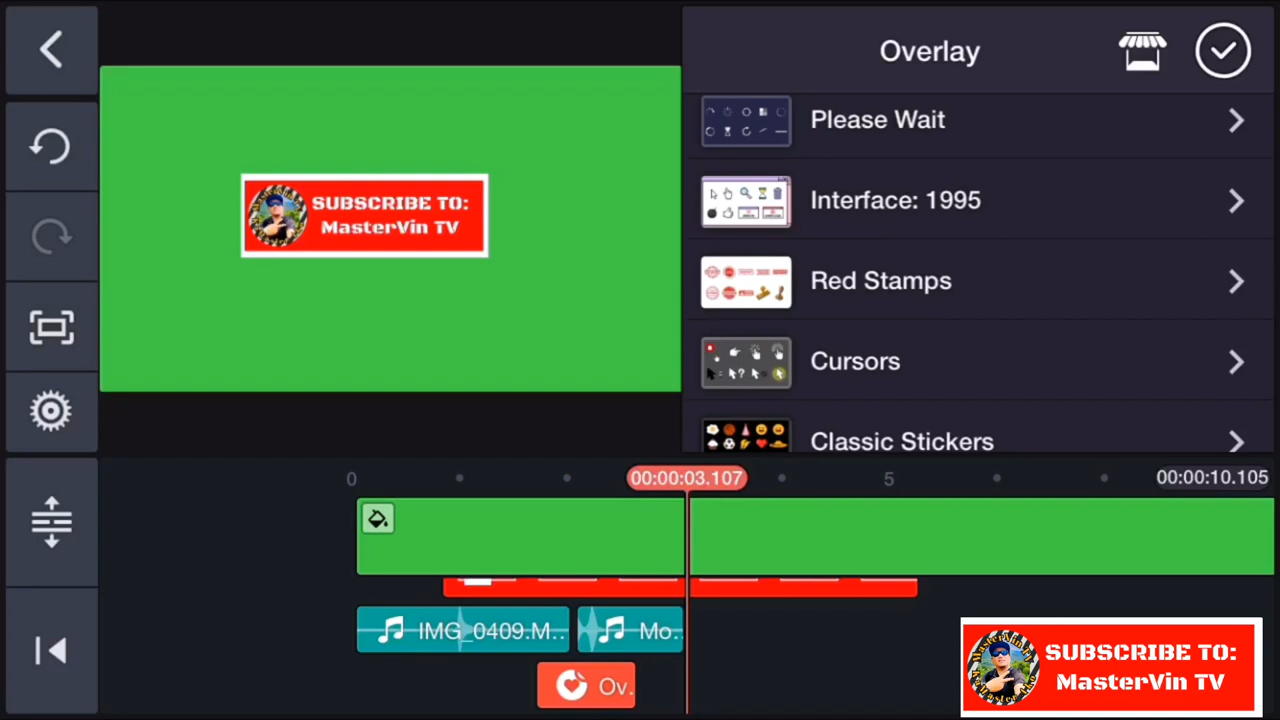 Overlay
Please Wait
Interface: 1995
Red Stamps
Cursors
Classic Stickers
SUBSCRIBE TO:
MasterVin TV
0
00:00:03.107
5
00:00:10.105
IMG_0409.M..
Mo..
Ov.
SUBSCRIBE TO:
MasterVin TV